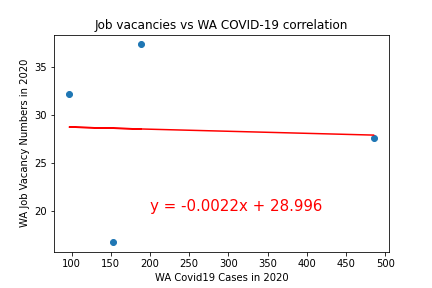 Job vacancies vs WA COVID-19 correlation
WA Job Vacancy Numbers in 2020
35
30
25
20
y = -0.0022x + 28.996
100 150 200 250 300 350 400 450 500
WA Covid19 Cases in 2020